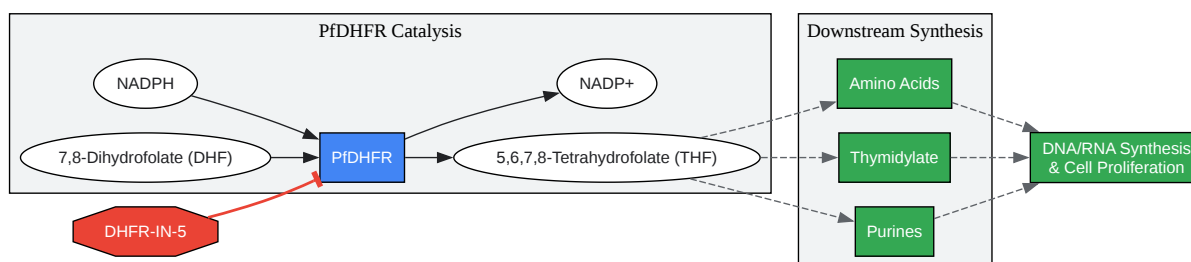 PfDHFR Catalysis
Downstream Synthesis
NADPH
NADP+
Amino Acids
7,8-Dihydrofolate (DHF)
PfDHFR
5,6,7,8-Tetrahydrofolate (THF)
Thymidylate
DNA/RNA Synthesis
& Cell Proliferation
DHFR-IN-5
Purines